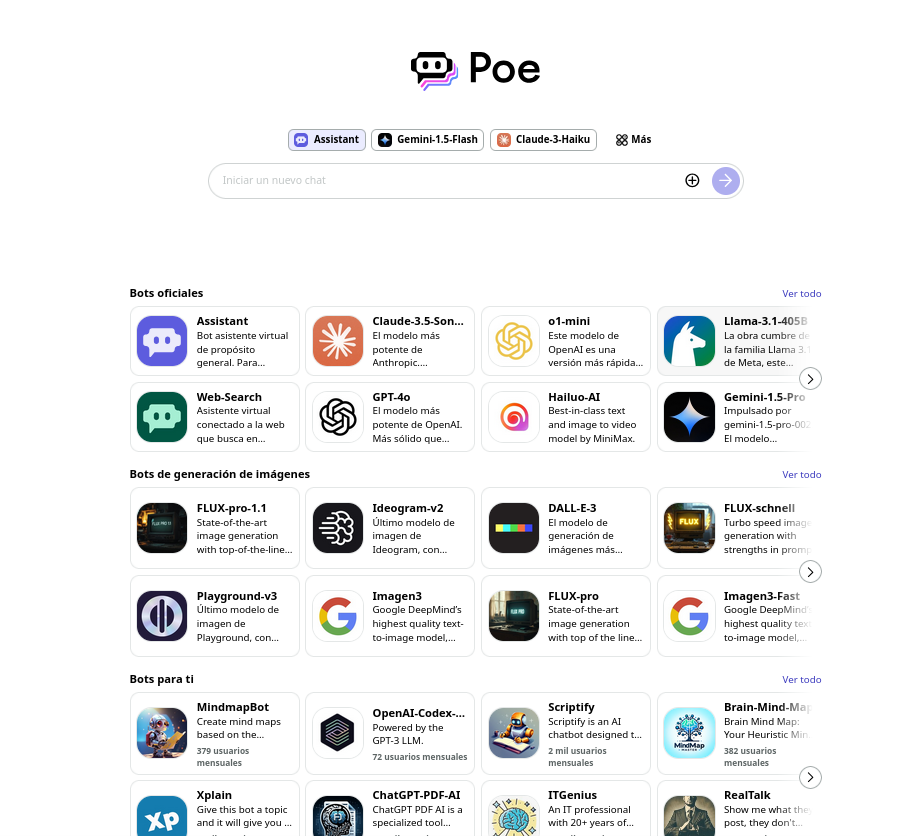 Poe
Assistant Gemini-1.5-Flash Claude-3-Haiku Más
Iniciar un nuevo chat
Bots oficiales Ver todo
Assistant
Asistente virtual
de propósito
general. Para...
Claude-3.5-Son...
El modelo más
potente de
Anthropic....
o1-mini
Este modelo de
OpenAI es una
versión más rápida...
Llama-3.1-405B
La obra cumbre de
la familia Llama 3.1
de Meta, este...
Web-Search
Asistente virtual
conectado a la web
que busca en...
GPT-4o
El modelo más
potente de OpenAI.
Más sólido que...
Hailuo-AI
Best-in-class text
and image to video
model by MiniMax.
Gemini-1.5-Pro
Impulsado por
gemini-1.5-pro-002.
El modelo...
Bots de generación de imágenes Ver todo
FLUX-pro-1.1
State-of-the-art
image generation
with top-of-the-line...
Ideogram-v2
Último modelo de
imagen de
Ideogram, con...
DALL-E-3
El modelo de
generación de
imágenes más...
FLUX
FLUX-schnell
Turbo speed image
generation with
strengths in promp
Playground-v3
Último modelo de
imagen de
Playground, con...
Imagen3
Google DeepMind's
highest quality text-
to-image model,...
FLUX-pro
State-of-the-art
image generation
with top of the line...
Imagen3-Fast
Google DeepMind's
highest quality text-
to-image model,...
Bots para ti Ver todo
MindmapBot
Create mind maps
based on the...
379 usuarios
mensuales
OpenAI-Codex-...
Powered by the
GPT-3 LLM.
72 usuarios mensuales
Scriptify
Scriptify is an AI
chatbot designed t...
2 mil usuarios
mensuales
MindMap
Brain-Mind-Map
Brain Mind Map:
Your Heuristic Min
382 usuarios
mensuales
XP
Xplain
Give this bot a topic
and it will give you ...
ChatGPT-PDF-AI
ChatGPT PDF AI is a
specialized tool...
ITGenius
An IT professional
with 20+ years of...
RealTalk
Show me what they
post, they don't...